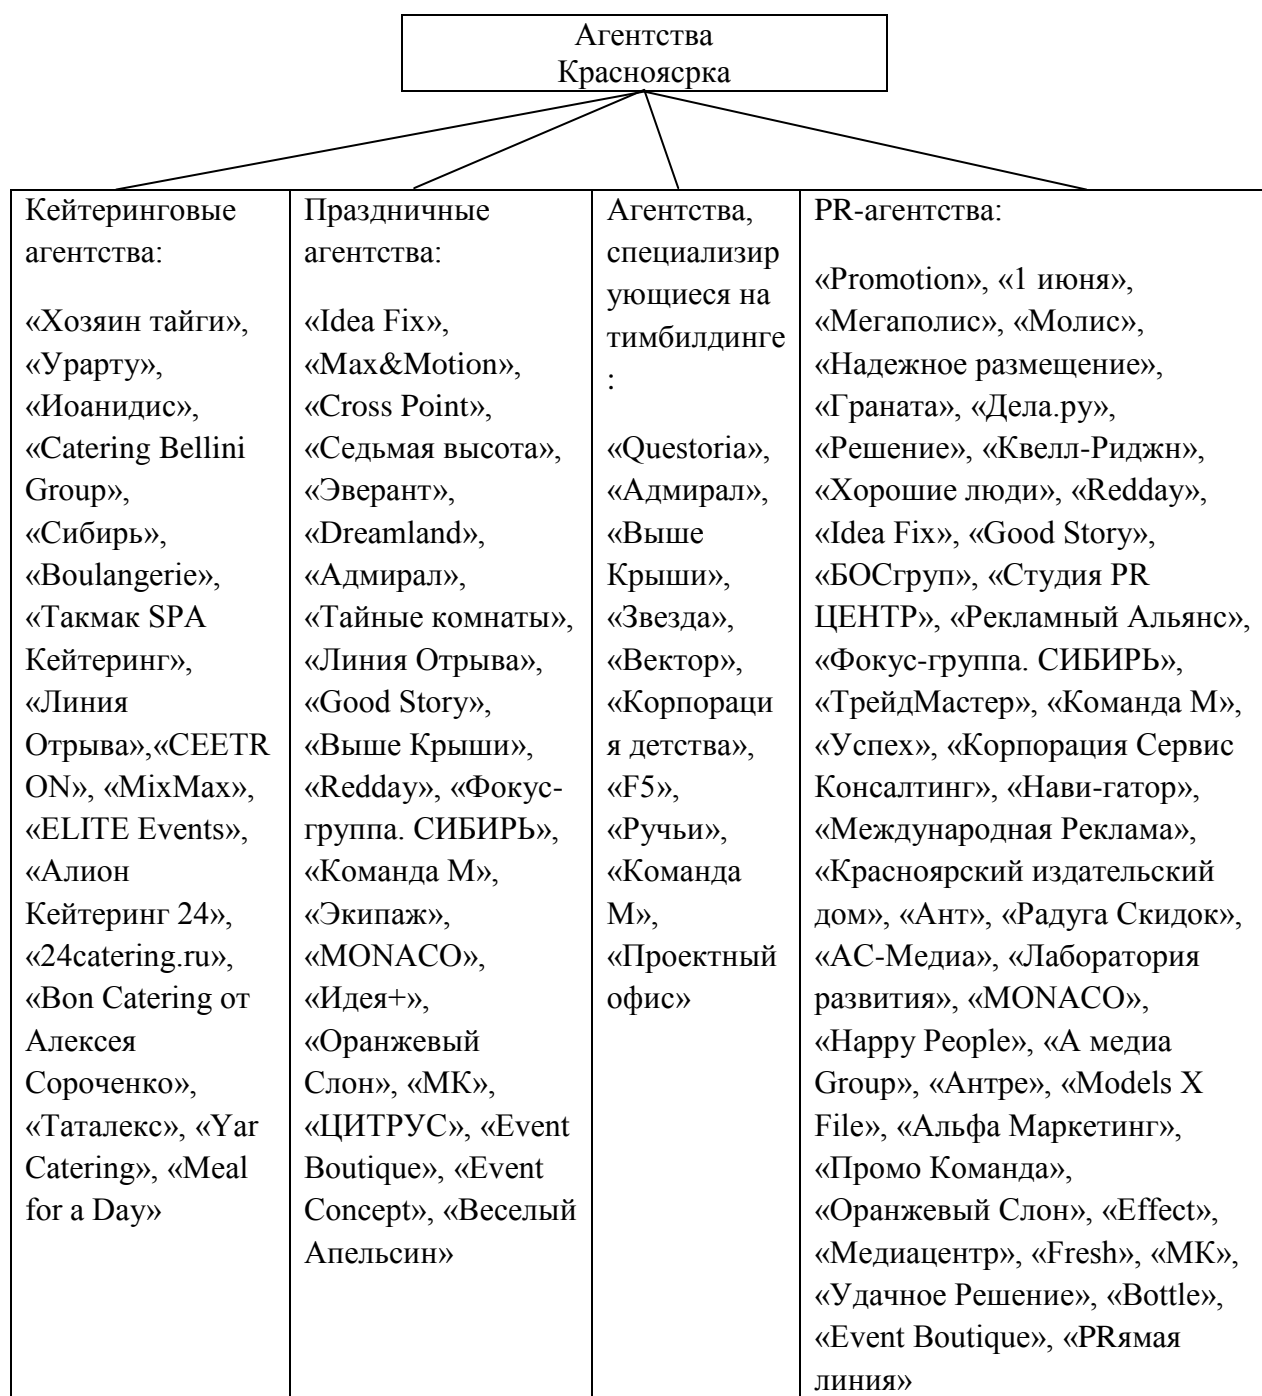 Агентства
Красноясрка
Кейтеринговые
агентства:
«Хозяин тайги»,
«Урарту»,
«Иоанидис»,
«Catering Bellini
Group»,
«Сибирь»,
«Boulangerie»,
«Такмак SPA
Кейтеринг»,
«Линия
Отрыва»,«CEETR
ON», «MixMax»,
«ELITE Events»,
«Алион
Кейтеринг 24»,
«24catering.ru»,
«Bon Catering от
Алексея
Сороченко»,
«Таталекс», «Yar
Catering», «Meal
for a Day»
Праздничные
агентства:
«Idea Fix»,
«Max&Motion»,
«Cross Point»,
«Седьмая высота»,
«Эверант»,
«Dreamland»,
«Адмирал»,
«Тайные комнаты»,
«Линия Отрыва»,
«Good Story»,
«Выше Крыши»,
«Redday», «Фокус-
группа. СИБИРЬ»,
«Команда М»,
«Экипаж»,
«MONACO»,
«Идея+»,
«Оранжевый
Слон», «МК»,
«ЦИТРУС», «Event
Boutique», «Event
Concept», «Веселый
Апельсин»
Агентства,
специализир
ующиеся на
тимбилдинге
:
«Questoria»,
«Адмирал»,
«Выше
Крыши»,
«Звезда»,
«Вектор»,
«Корпораци
я детства»,
«F5»,
«Ручьи»,
«Команда
М»,
«Проектный
офис»
PR-агентства:
«Promotion», «1 июня»,
«Мегаполис», «Молис»,
«Надежное размещение»,
«Граната», «Дела.ру»,
«Решение», «Квелл-Риджн»,
«Хорошие люди», «Redday»,
«Idea Fix», «Good Story»,
«БОСгруп», «Студия PR
ЦЕНТР», «Рекламный Альянс»,
«Фокус-группа. СИБИРЬ»,
«ТрейдМастер», «Команда М»,
«Успех», «Корпорация Сервис
Консалтинг», «Нави-гатор»,
«Международная Реклама»,
«Красноярский издательский
дом», «Ант», «Радуга Скидок»,
«АС-Медиа», «Лаборатория
развития», «MONACO»,
«Happy People», «А медиа
Group», «Антре», «Models X
File», «Альфа Маркетинг»,
«Промо Команда»,
«Оранжевый Слон», «Effect»,
«Медиацентр», «Fresh», «МК»,
«Удачное Решение», «Bottle»,
«Event Boutique», «PRямая
линия»